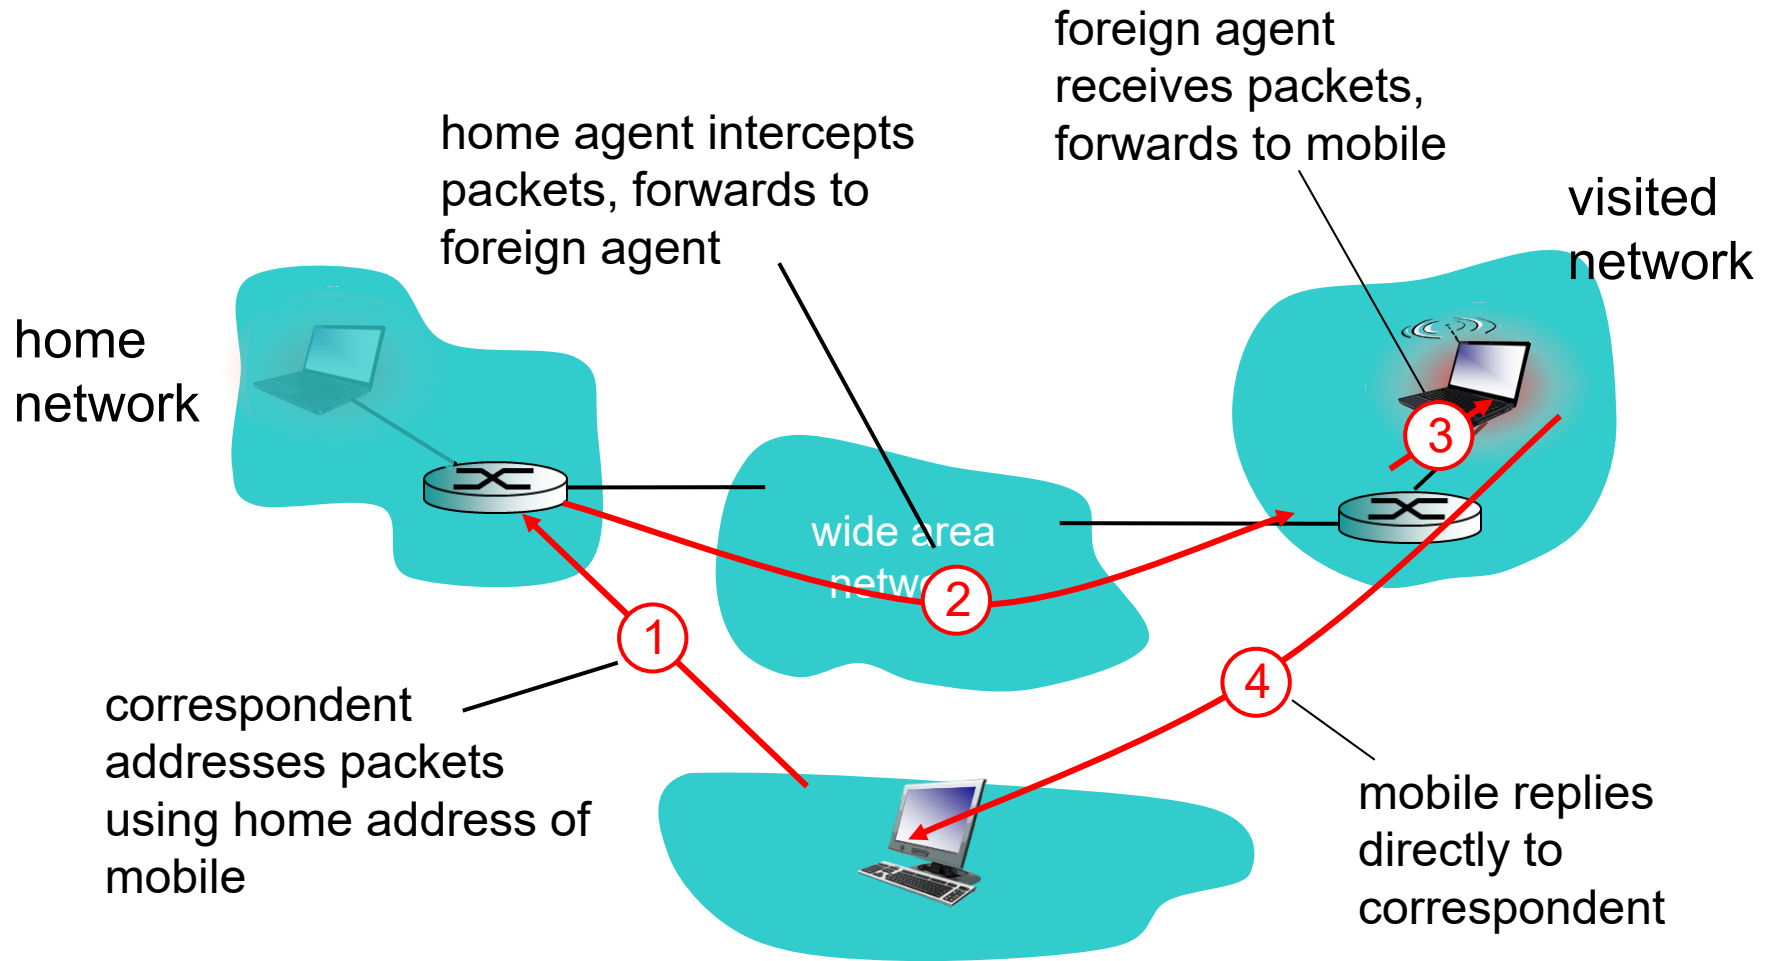 foreign agent
receives packets,
forwards to mobile
home agent intercepts
packets, forwards to
foreign agent
visited
network
home
network
wide area
network
3
2
1
4
correspondent
addresses packets
using home address of
mobile
mobile replies
directly to
correspondent